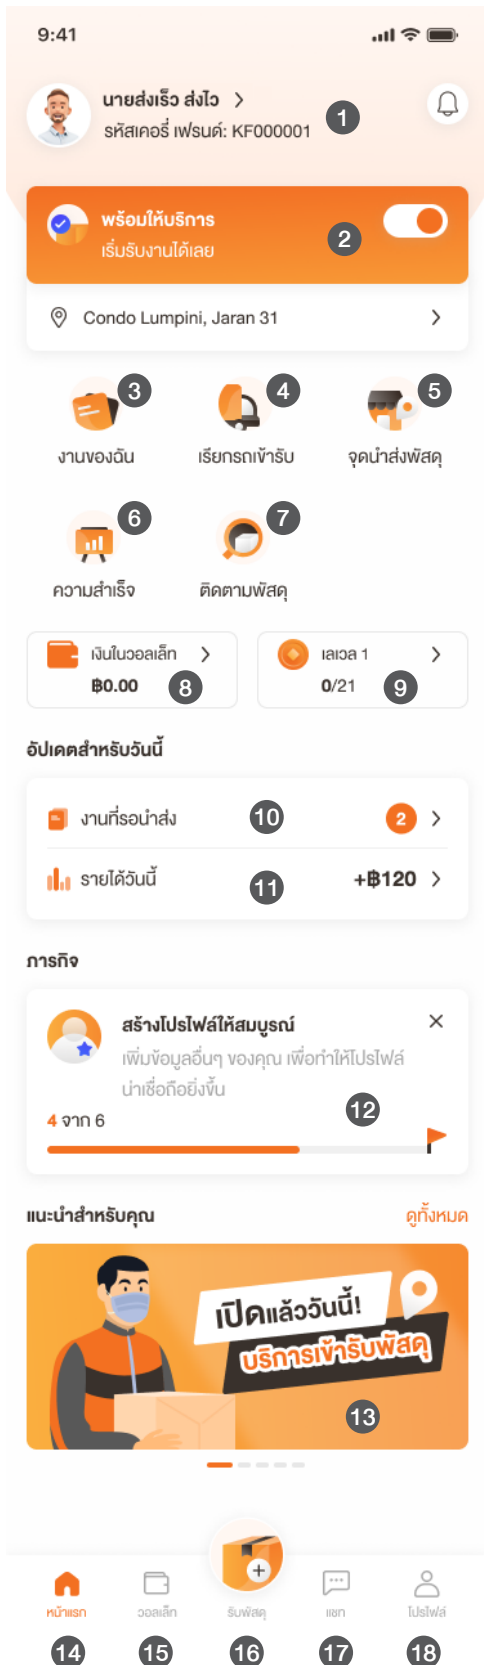 9:41
นายส่งเร็ว ส่งไว
รหัสเคอรี่ เฟรนด์: KF000001
1
พร้อมให้บริการ
เริ่มรับงานได้เลย
2
Condo Lumpini, Jaran 31
3
4
5
งานของฉัน
เรียกรถเข้ารับ
จุดนำส่งพัสดุ
6
7
ความสำเร็จ
ติดตามพัสดุ
เงินในวอลเล็ท
฿0.00
8
เลเวล 1
0/21
9
อัปเดตสำหรับวันนี้
งานที่รอนำส่ง
10
2
รายได้วันนี้
11
+฿120
ภารกิจ
สร้างโปรไฟล์ให้สมบูรณ์
เพิ่มข้อมูลอื่นๆ ของคุณ เพื่อทำให้โปรไฟล์
น่าเชื่อถือยิ่งขึ้น
4 จาก 6
12
แนะนำสำหรับคุณ
ดูทั้งหมด
เปิดแล้ววันนี้!
บริการเข้ารับพัสดุ
13
หน้าแรก
วอลเล็ท
รับพัสดุ
แชท
โปรไฟล์
14
15
16
17
18